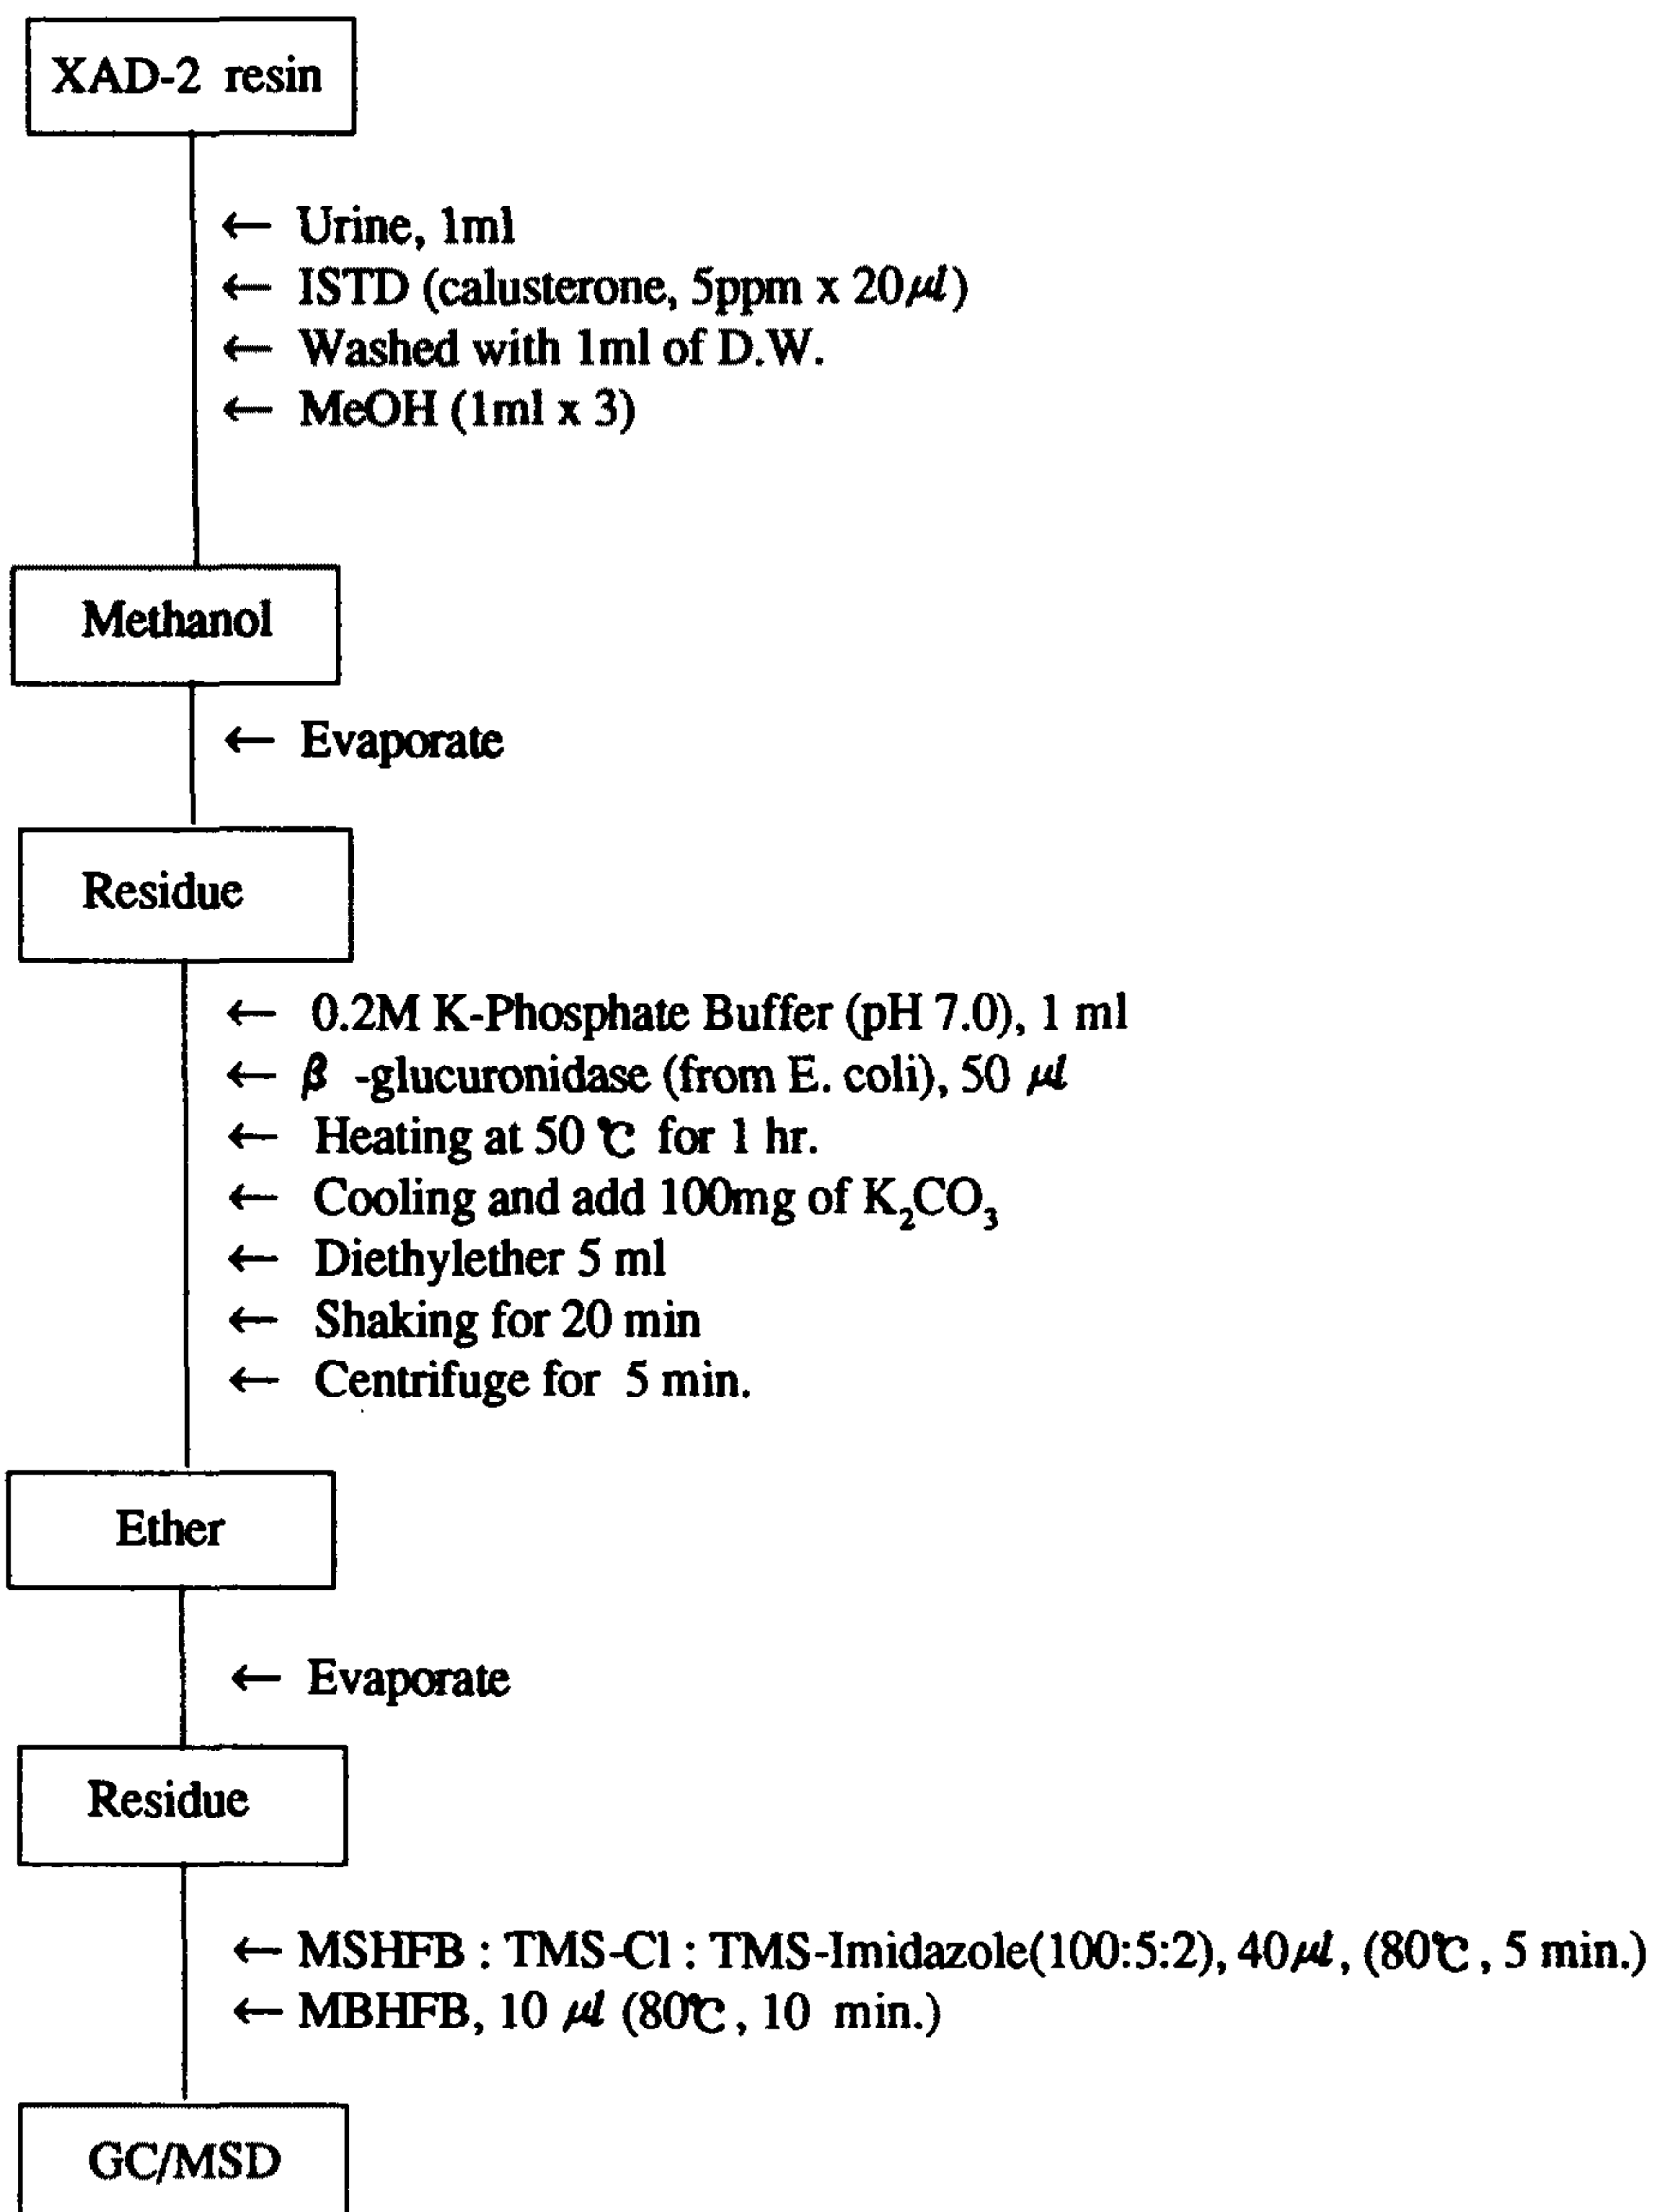 XAD-2 resin
← Urine, 1ml
← ISTD (calusterone, 5ppm x 20㎕)
← Washed with 1ml of D.W.
← MeOH (1ml x 3)
Methanol
← Evaporate
Residue
← 0.2M K-Phosphate Buffer (pH 7.0), 1 ml
← β -glucuronidase (from E. coli), 50 ㎕
← Heating at 50 ℃ for 1 hr.
← Cooling and add 100mg of K₂CO₃
← Diethylether 5 ml
← Shaking for 20 min
← Centrifuge for 5 min.
Ether
← Evaporate
Residue
← MSHFB : TMS-Cl : TMS-Imidazole(100:5:2), 40㎕, (80℃, 5 min.)
← MBHFB, 10 ㎕ (80℃, 10 min.)
GC/MSD